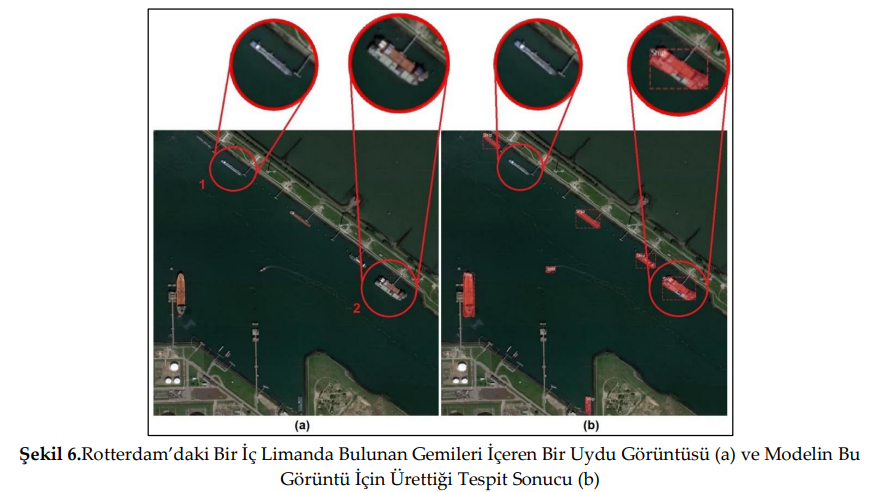 1
2
Ship
(a)
(b)
Şekil 6.Rotterdam’daki Bir İç Limanda Bulunan Gemileri İçeren Bir Uydu Görüntüsü (a) ve Modelin Bu
Görüntü İçin Ürettiği Tespit Sonucu (b)